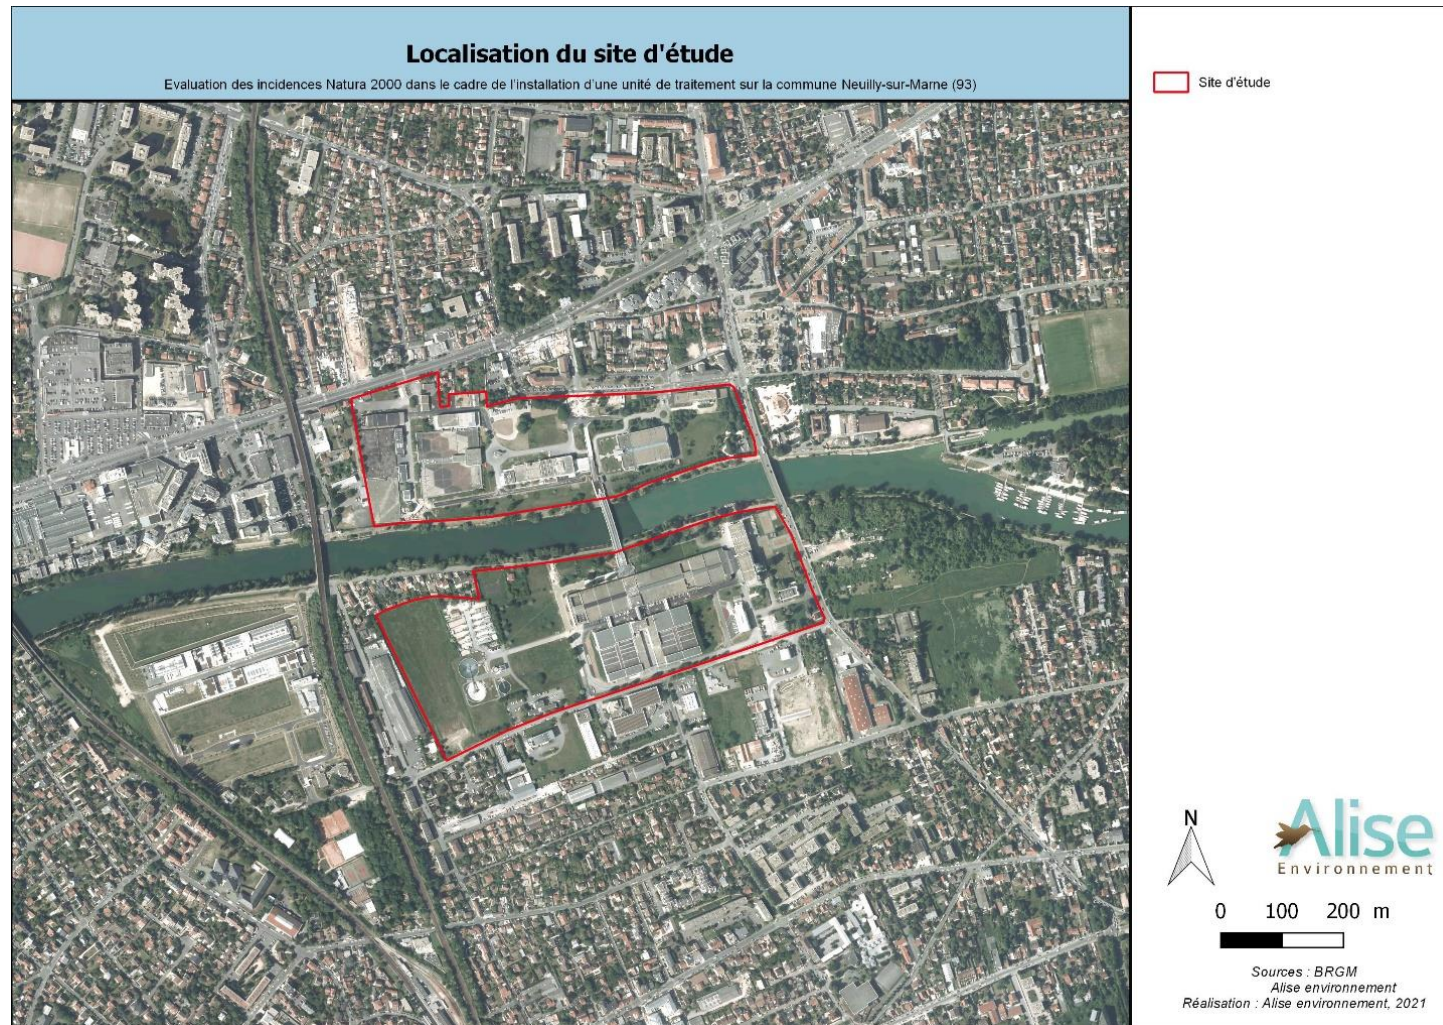 Localisation du site d'étude
Evaluation des incidences Natura 2000 dans le cadre de l'installation d'une unité de traitement sur la commune Neuilly-sur-Marne (93)
Site d'étude
N
Alise
Environnement
0 100 200 m
Sources : BRGM
Alise environnement
Réalisation : Alise environnement, 2021